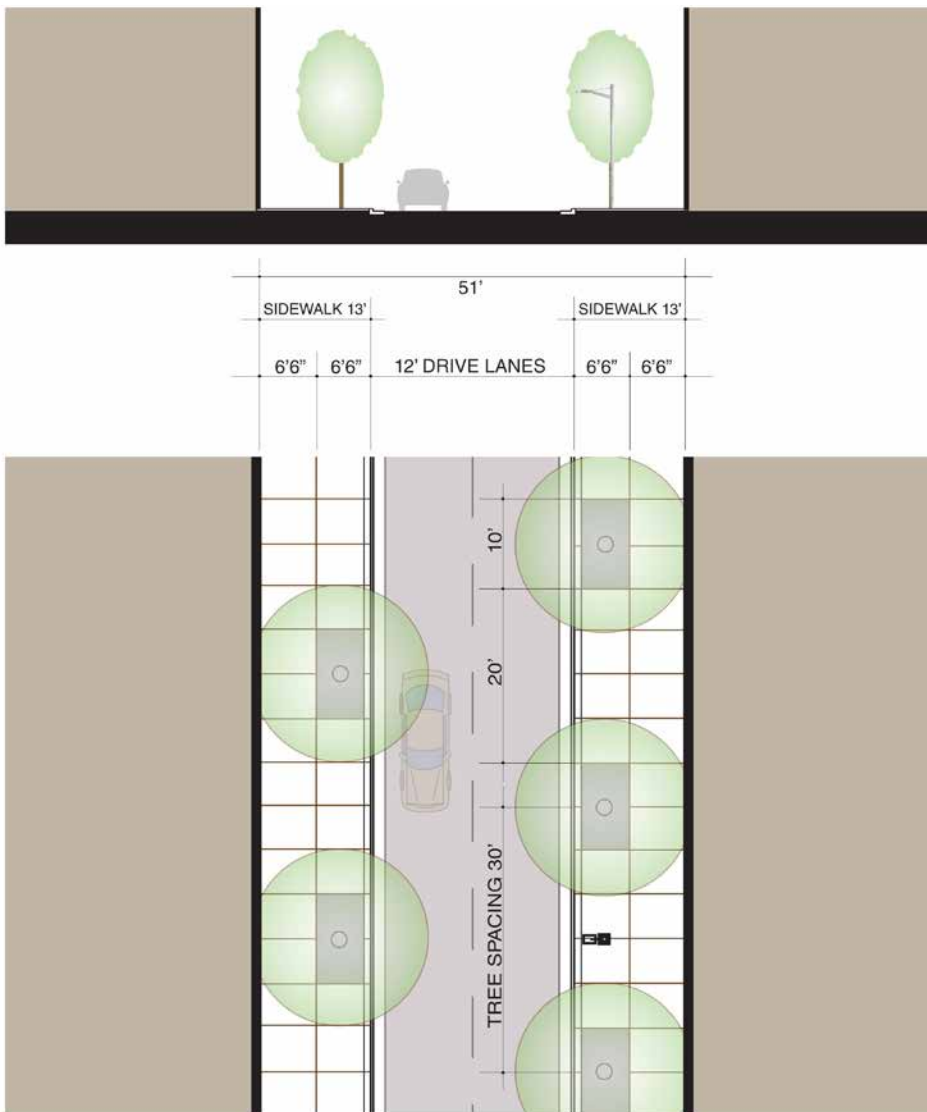 51'
SIDEWALK 13'
SIDEWALK 13'
6'6"
6'6"
12' DRIVE LANES
6'6"
6'6"
10'
20'
TREE SPACING 30'